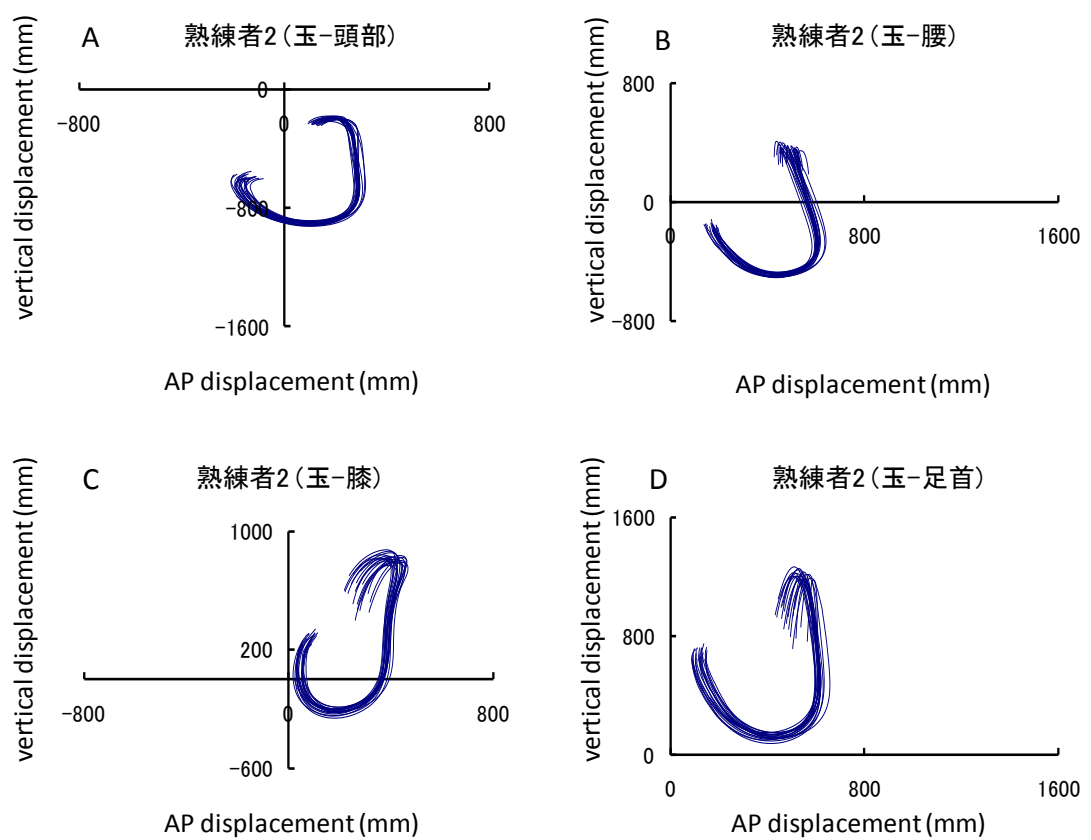 A
熟練者2（玉−頭部）
vertical displacement (mm)
0
−800
0
800
−800
−1600
AP displacement (mm)
B
熟練者2（玉−腰）
vertical displacement (mm)
800
0
0
800
1600
−800
AP displacement (mm)
C
熟練者2（玉−膝）
vertical displacement (mm)
1000
200
−800
0
800
−600
AP displacement (mm)
D
熟練者2（玉−足首）
vertical displacement (mm)
1600
800
0
0
800
1600
AP displacement (mm)